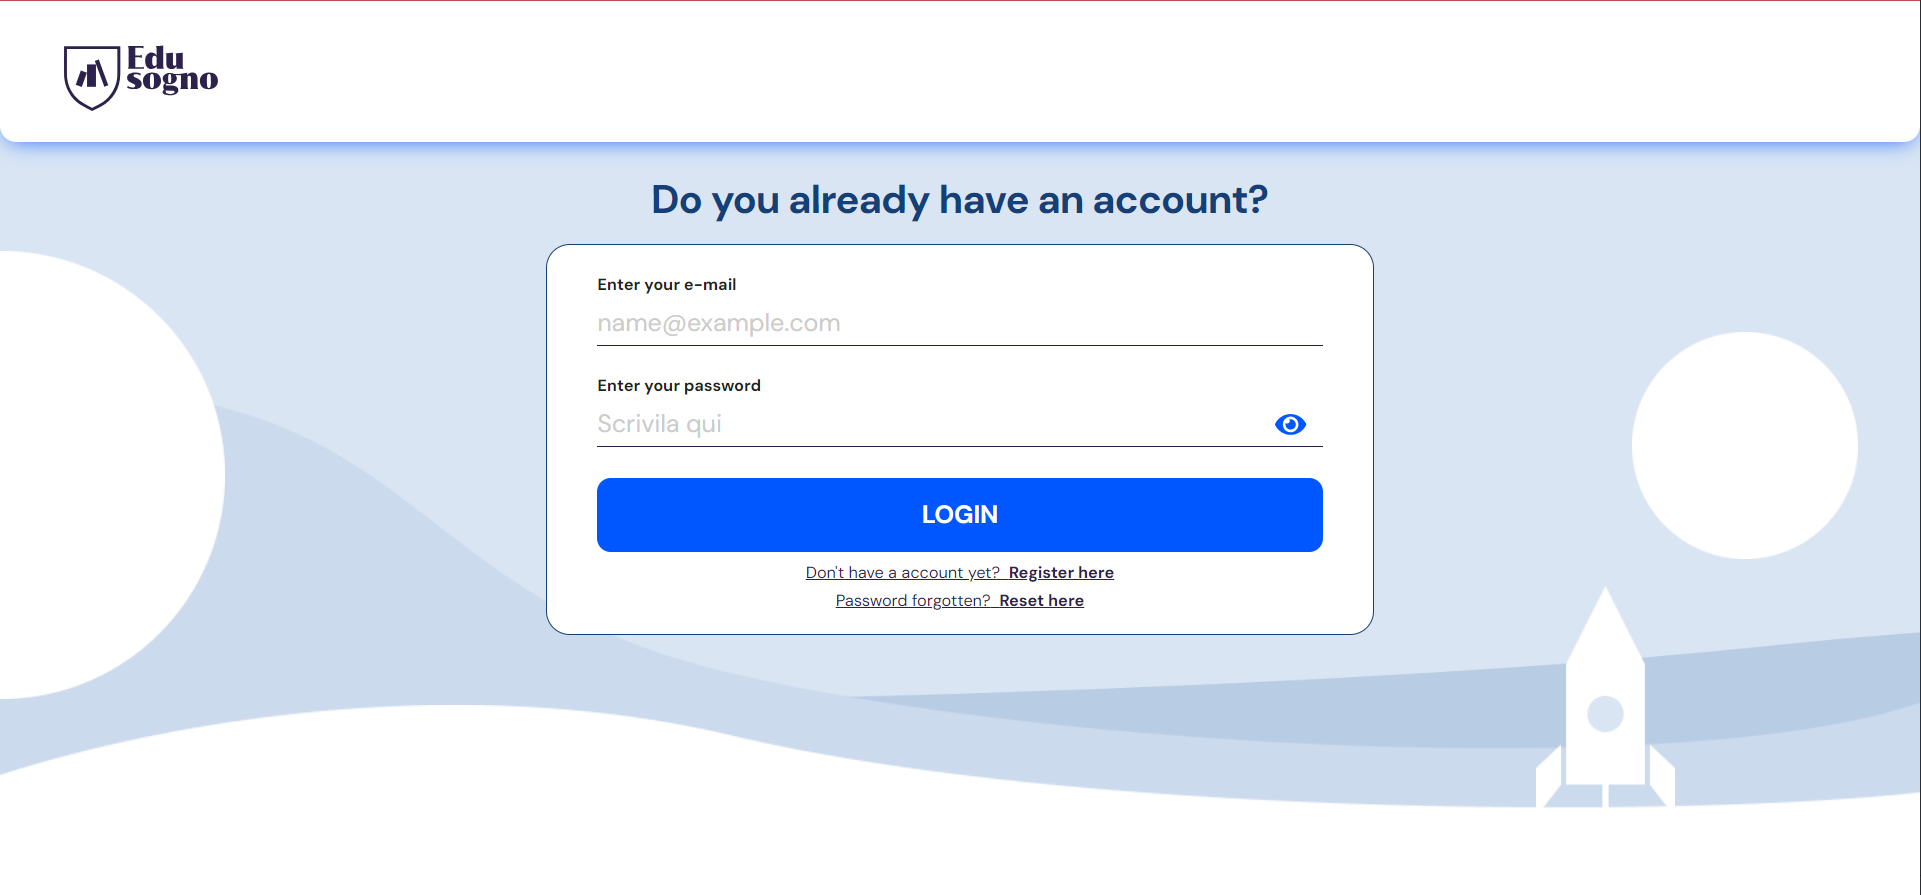 Edu
sogno
Do you already have an account?
Enter your e-mail
name@example.com
Enter your password
Scrivila qui
LOGIN
Don't have a account yet? Register here
Password forgotten? Reset here